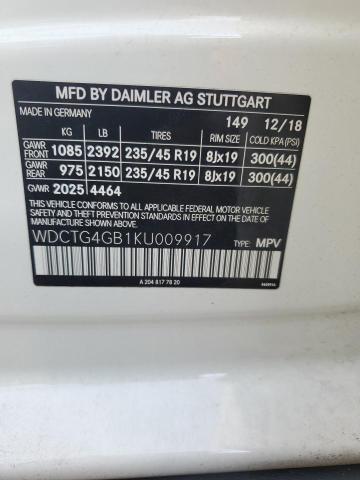 MFD BY DAIMLER AG STUTTGART
MADE IN GERMANY 149 12/18
KG LB TIRES RIM SIZE COLD KPA (PSI)
GAWR FRONT 1085 2392 235/45 R19 8Jx19 300(44)
GAWR REAR 975 2150 235/45 R19 8Jx19 300(44)
GVWR 2025 4464
THIS VEHICLE CONFORMS TO ALL
APPLICABLE FEDERAL MOTOR VEHICLE
SAFETY AND THEFT PREVENTION STANDARDS
IN EFFECT ON THE DATE OF MANUFACTURE
SHOWN ABOVE
WDCTG4GB1KU009917 TYPE: MPV
A 204 817 78 20